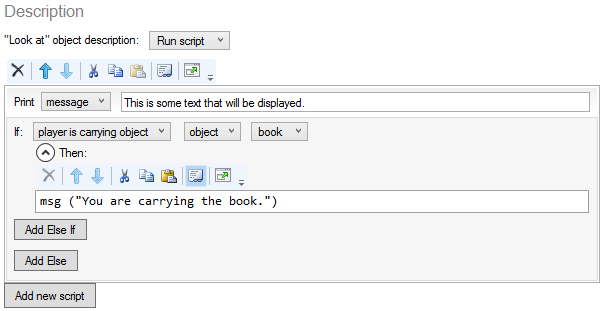 Description
"Look at" object description: Run script
Print message This is some text that will be displayed.
If: player is carrying object object book
Then:
msg ("You are carrying the book.")
Add Else If
Add Else
Add new script